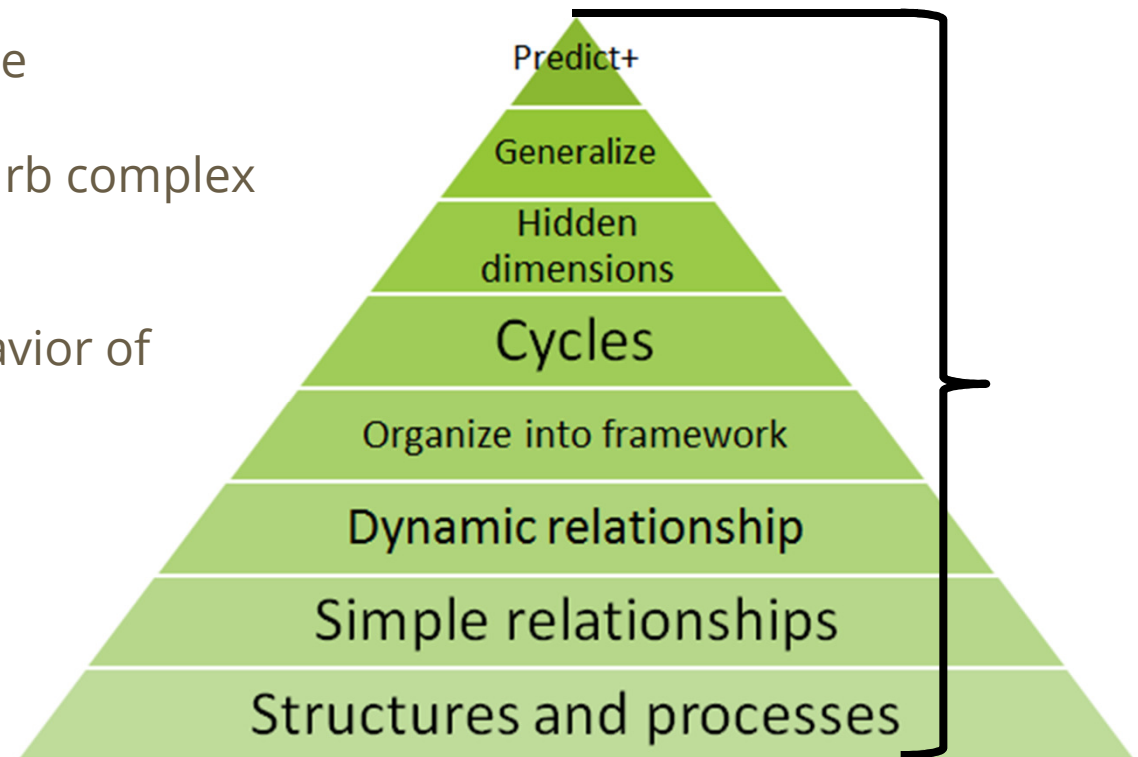 e
rb complex
avior of
Predict+
Generalize
Hidden
dimensions
Cycles
Organize into framework
Dynamic relationship
Simple relationships
Structures and processes